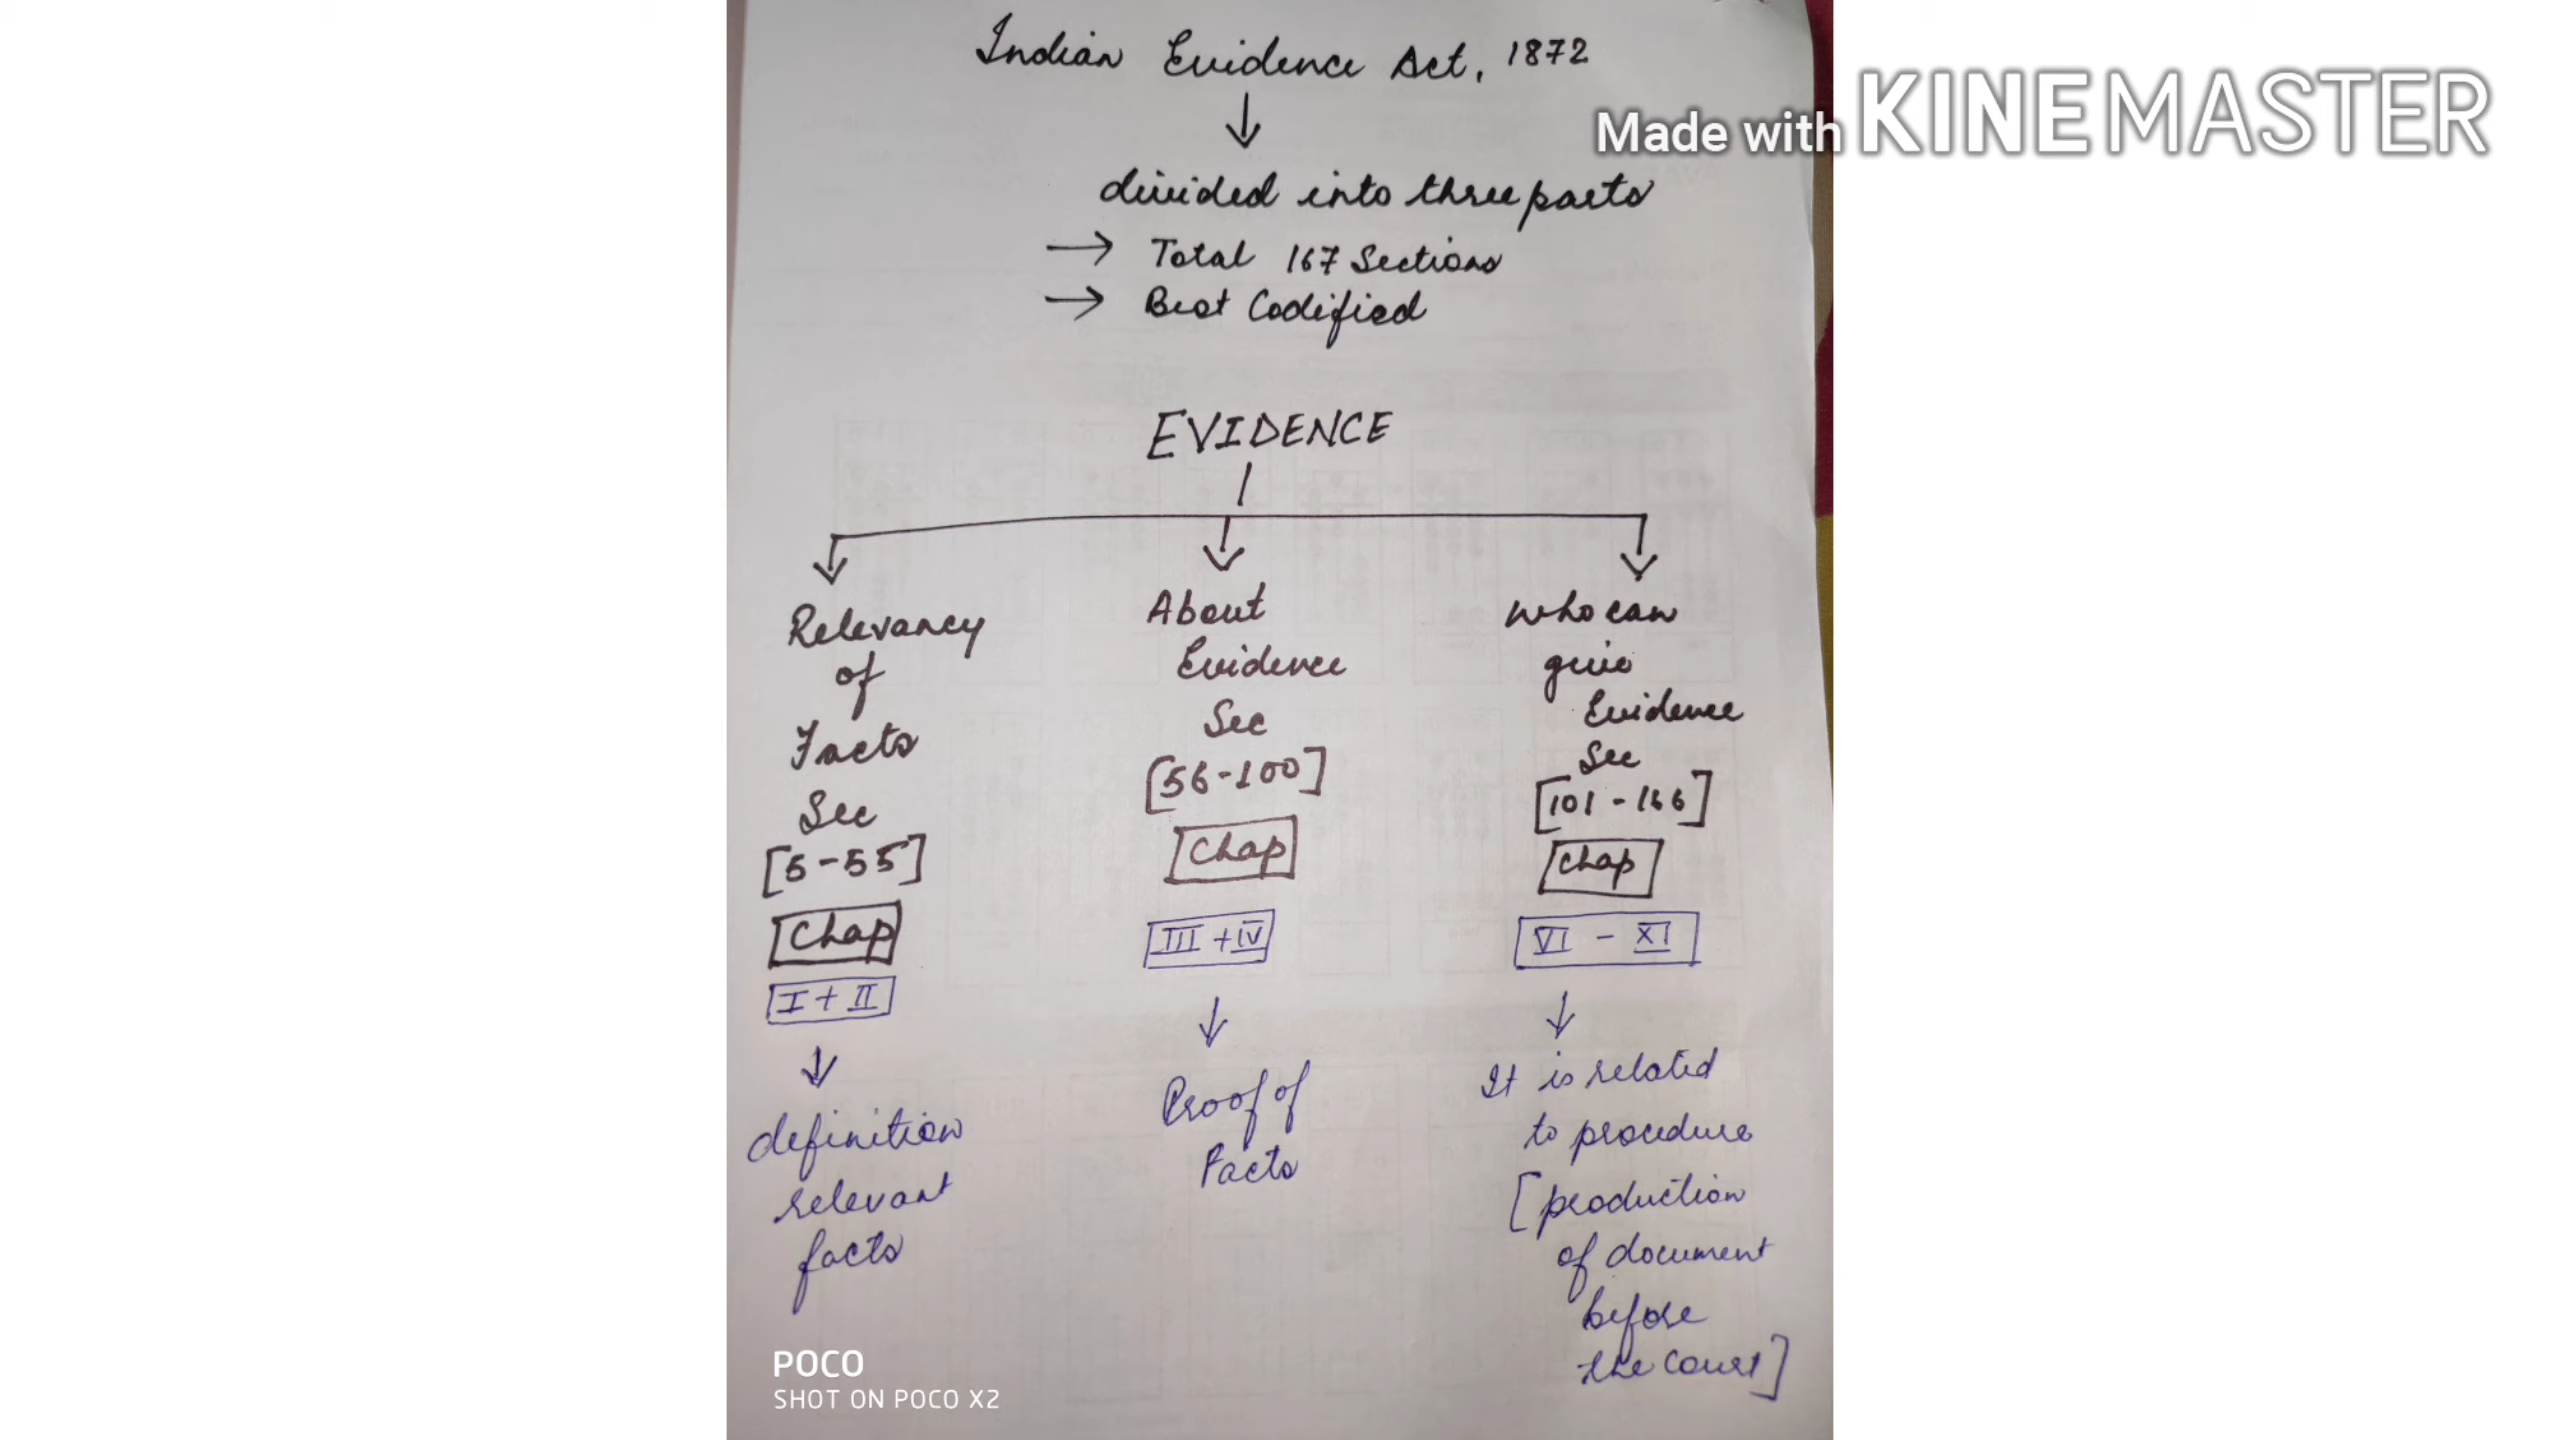 Indian Evidence Act, 1872
Made with KINEMASTER
divided into three parts
→ Total 167 Sections
→ Best Codified
EVIDENCE
Relevancy
of
Facts
Sec
[5-55]
Chap
I + II
definition
relevant
facts
About
Evidence
Sec
[56-100]
Chap
III + IV
Proof of
Facts
who can
give
Evidence
Sec
[101-166]
Chap
VI - XI
It is related
to procedure
[production
of document
before
the court]
POCO
SHOT ON POCO X2